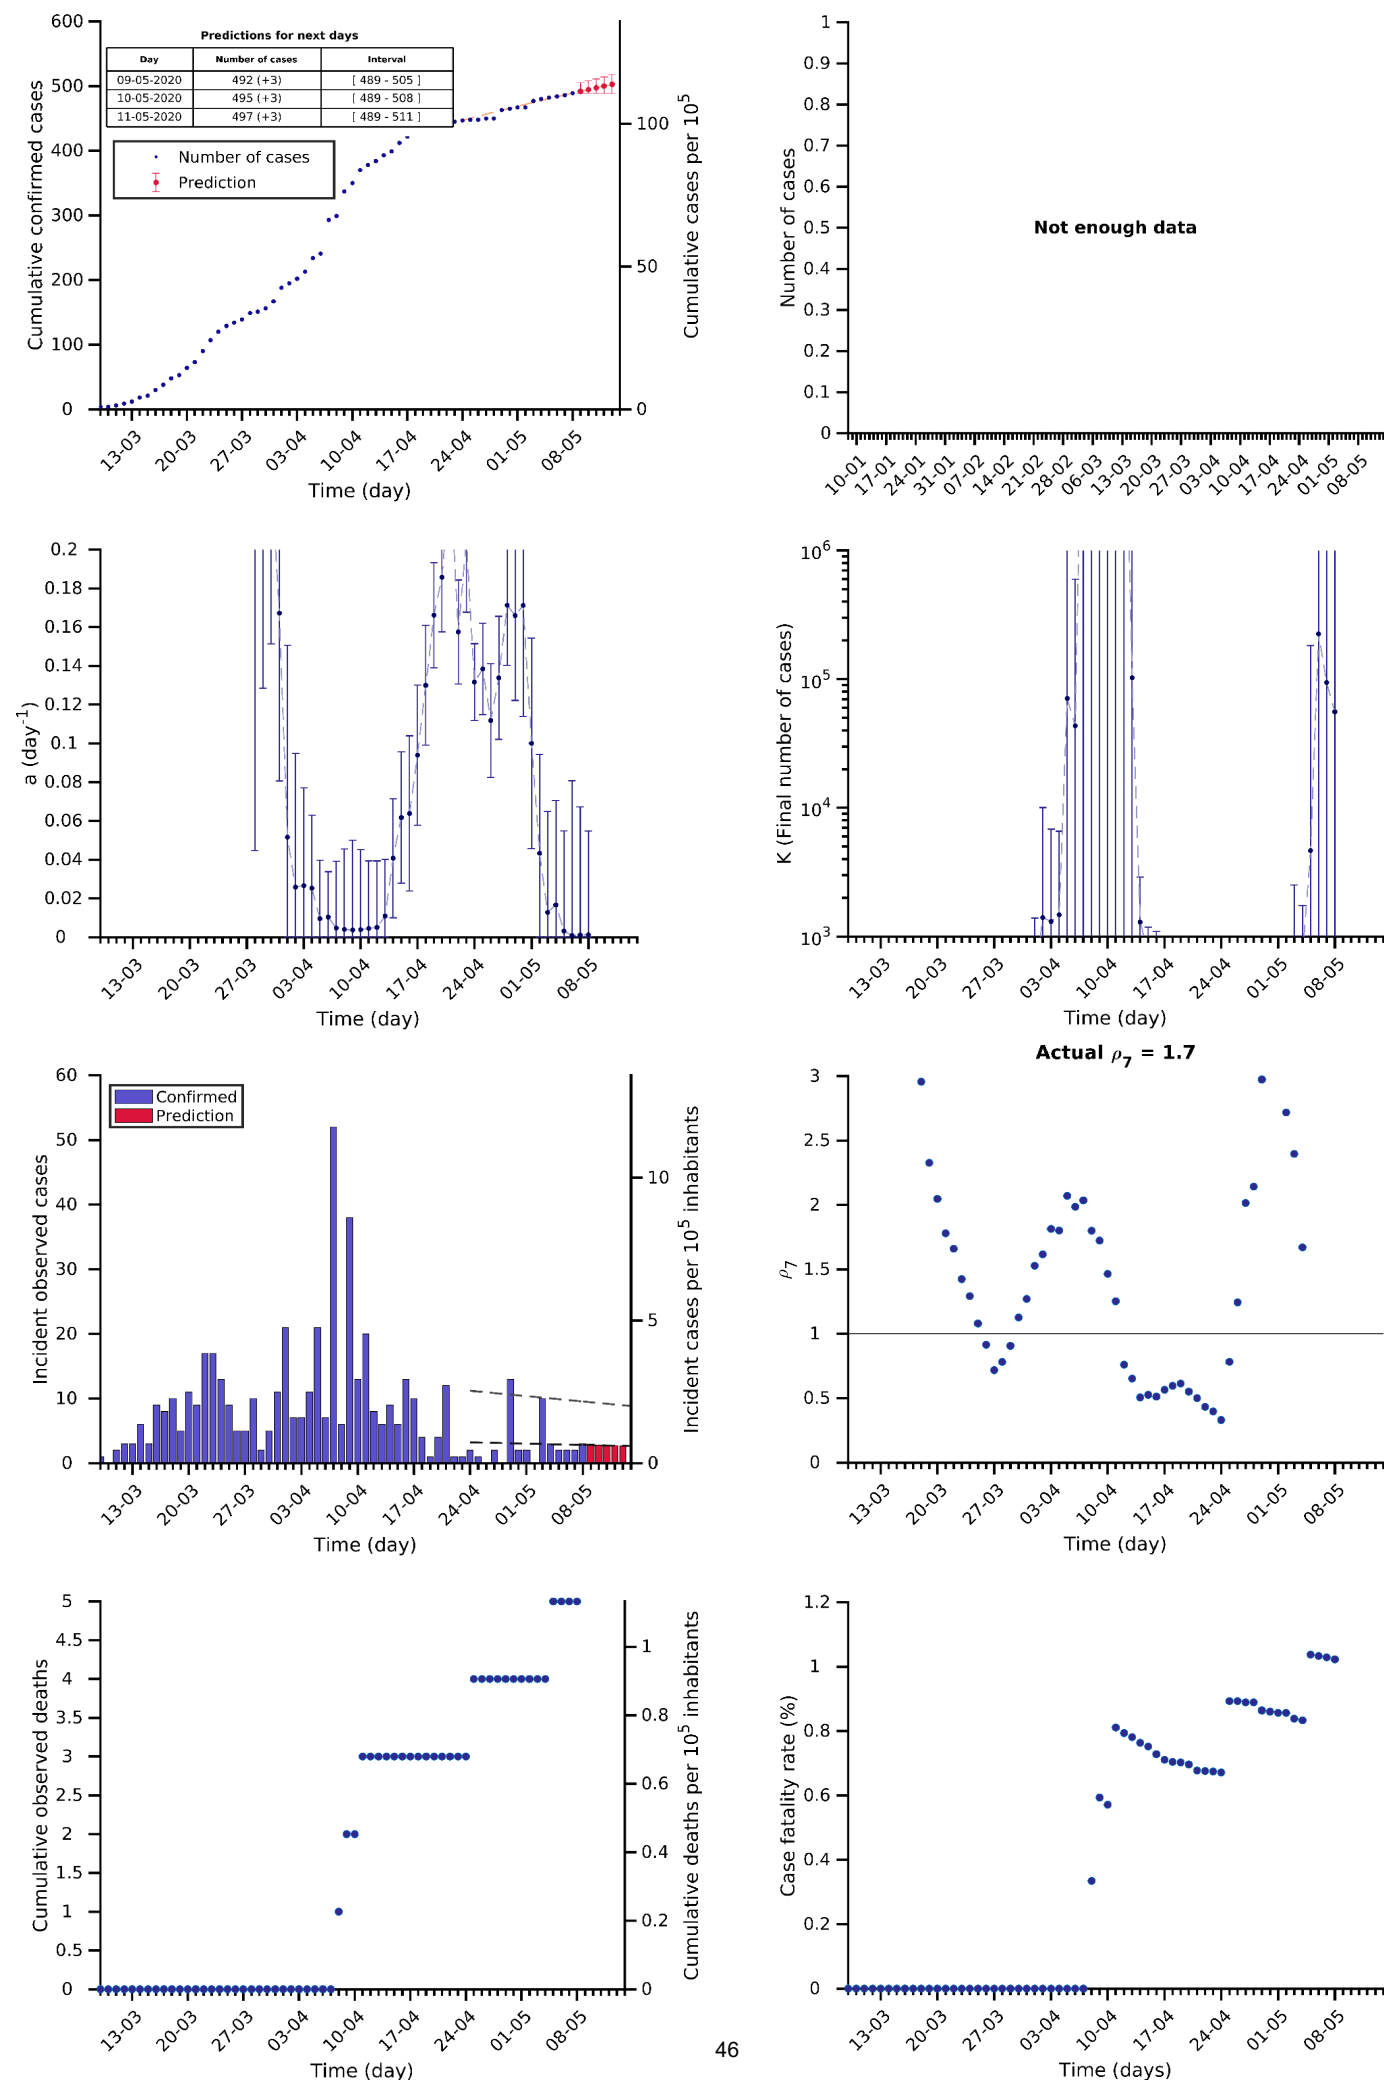 Predictions for next days
Day Number of cases Interval
09-05-2020 492 (+3) [ 489 - 505 ]
10-05-2020 495 (+3) [ 489 - 508 ]
11-05-2020 497 (+3) [ 489 - 511 ]
Number of cases
Prediction
Cumulative confirmed cases
600
500
400
300
200
100
0
Cumulative cases per 10^5
100
50
0
13-03 20-03 27-03 03-04 10-04 17-04 24-04 01-05 08-05
Time (day)
Number of cases
1
0.9
0.8
0.7
0.6
0.5
0.4
0.3
0.2
0.1
0
Not enough data
10-01 17-01 24-01 31-01 07-02 14-02 21-02 28-02 06-03 13-03 20-03 27-03 03-04 10-04 17-04 24-04 01-05 08-05
a (day^-1)
0.2
0.18
0.16
0.14
0.12
0.1
0.08
0.06
0.04
0.02
0
13-03 20-03 27-03 03-04 10-04 17-04 24-04 01-05 08-05
Time (day)
K (Final number of cases)
10^6
10^5
10^4
10^3
13-03 20-03 27-03 03-04 10-04 17-04 24-04 01-05 08-05
Time (day)
Confirmed
Prediction
Incident observed cases
60
50
40
30
20
10
0
Incident cases per 10^5 inhabitants
10
5
0
13-03 20-03 27-03 03-04 10-04 17-04 24-04 01-05 08-05
Time (day)
Actual ρ7 = 1.7
ρ7
3
2.5
2
1.5
1
0.5
0
13-03 20-03 27-03 03-04 10-04 17-04 24-04 01-05 08-05
Time (day)
Cumulative observed deaths
5
4.5
4
3.5
3
2.5
2
1.5
1
0.5
0
Cumulative deaths per 10^5 inhabitants
1
0.8
0.6
0.4
0.2
0
13-03 20-03 27-03 03-04 10-04 17-04 24-04 01-05 08-05
Time (day)
Case fatality rate (%)
1.2
1
0.8
0.6
0.4
0.2
0
13-03 20-03 27-03 03-04 10-04 17-04 24-04 01-05 08-05
Time (days)
46